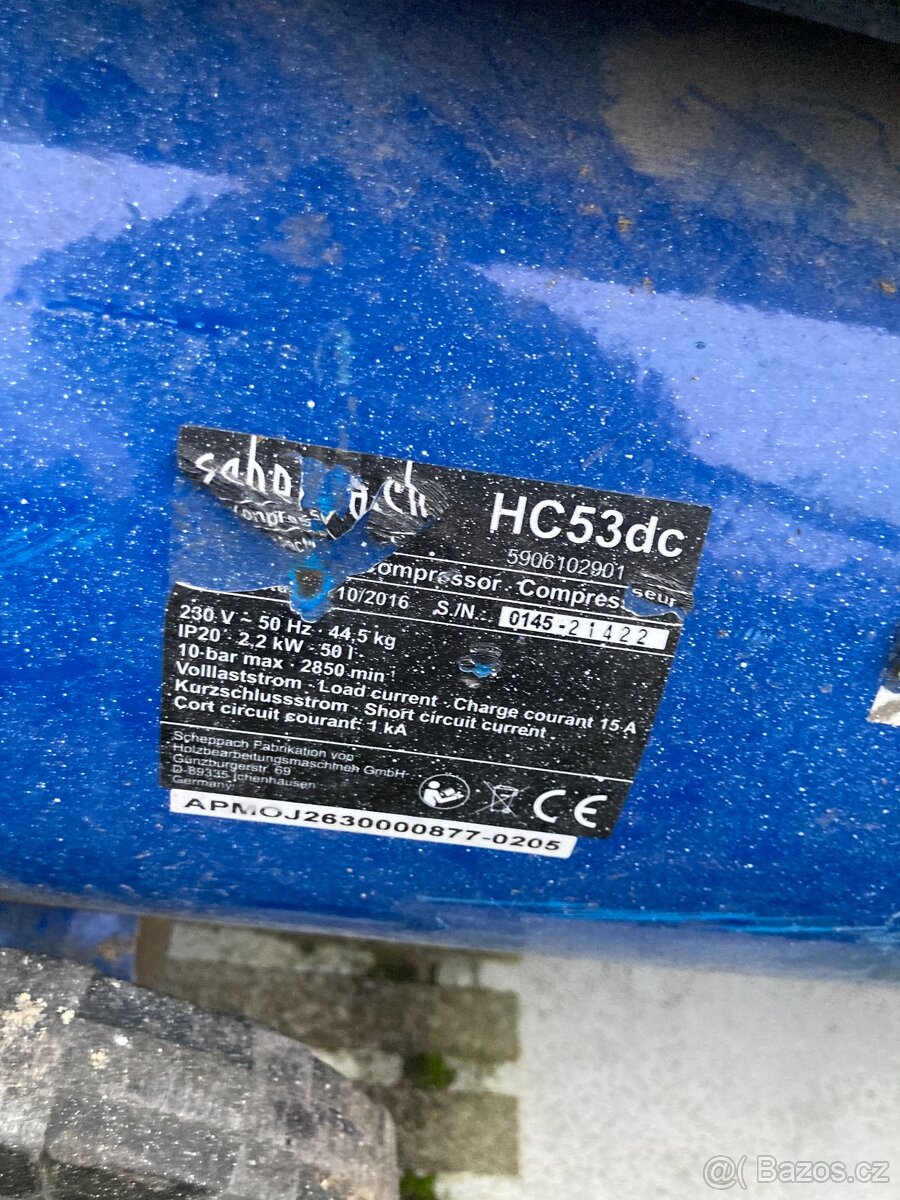 HC53dc
5906102901
Compressor · Compresseur
10/2016 S./N. 0145 - 21422
230 V ~ 50 Hz · 44,5 kg
IP20 · 2,2 kW · 50 l
10-bar max · 2850 min
Volllaststrom · Load current · Charge courant 15 A
Kurzschlussstrom · Short circuit current
Cort circuit courant: 1 kA
Scheppach Fabrikation von
Holzbearbeitungsmaschineh GmbH
Günzburgerstr. 69
D-89335 Ichenhausen
Germany
CE
APMOJ2630000877-0205
@( Bazos.cz